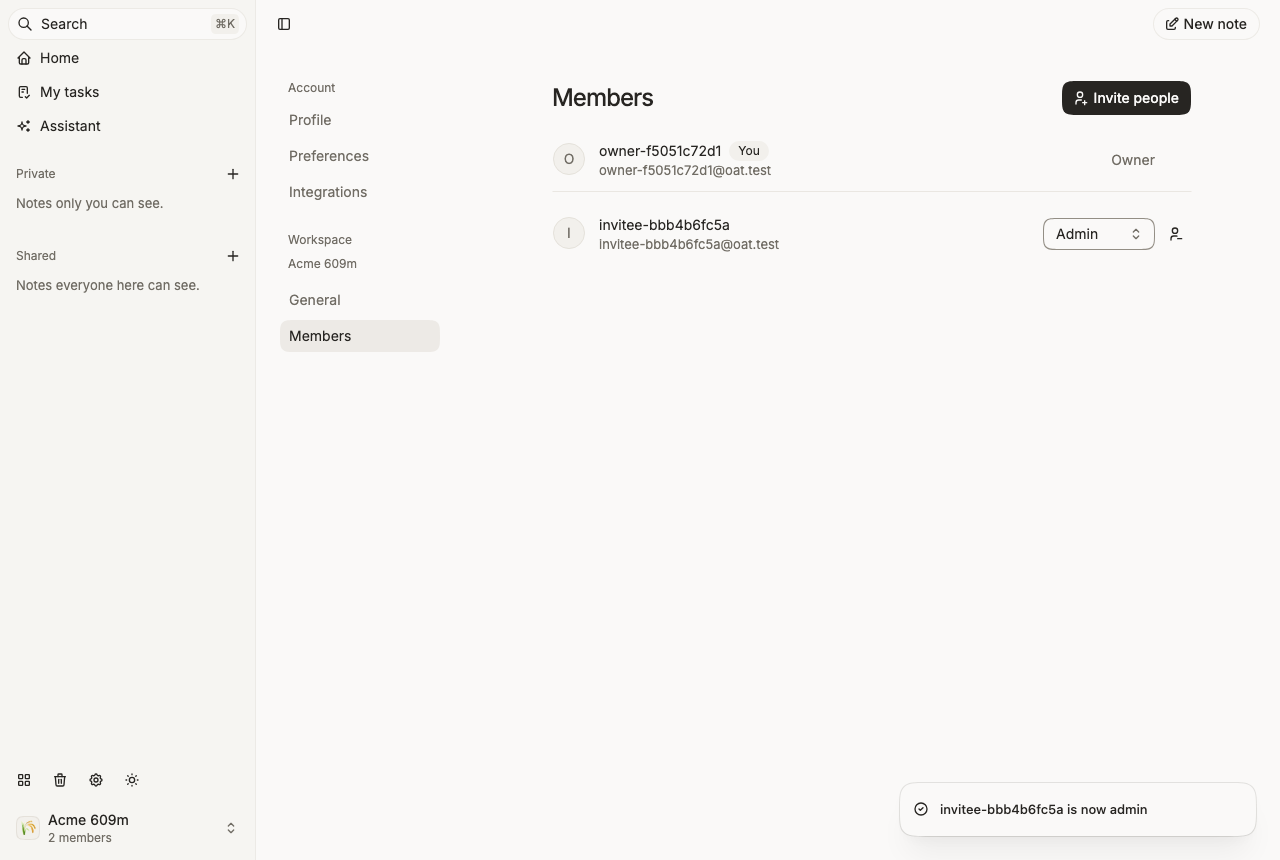 Search
⌘K
Home
My tasks
Assistant
Private
Notes only you can see.
Shared
Notes everyone here can see.
Acme 609m
2 members
New note
Account
Profile
Preferences
Integrations
Workspace
Acme 609m
General
Members
Members
Invite people
O
owner-f5051c72d1 You
owner-f5051c72d1@oat.test
Owner
I
invitee-bbb4b6fc5a
invitee-bbb4b6fc5a@oat.test
Admin
invitee-bbb4b6fc5a is now admin